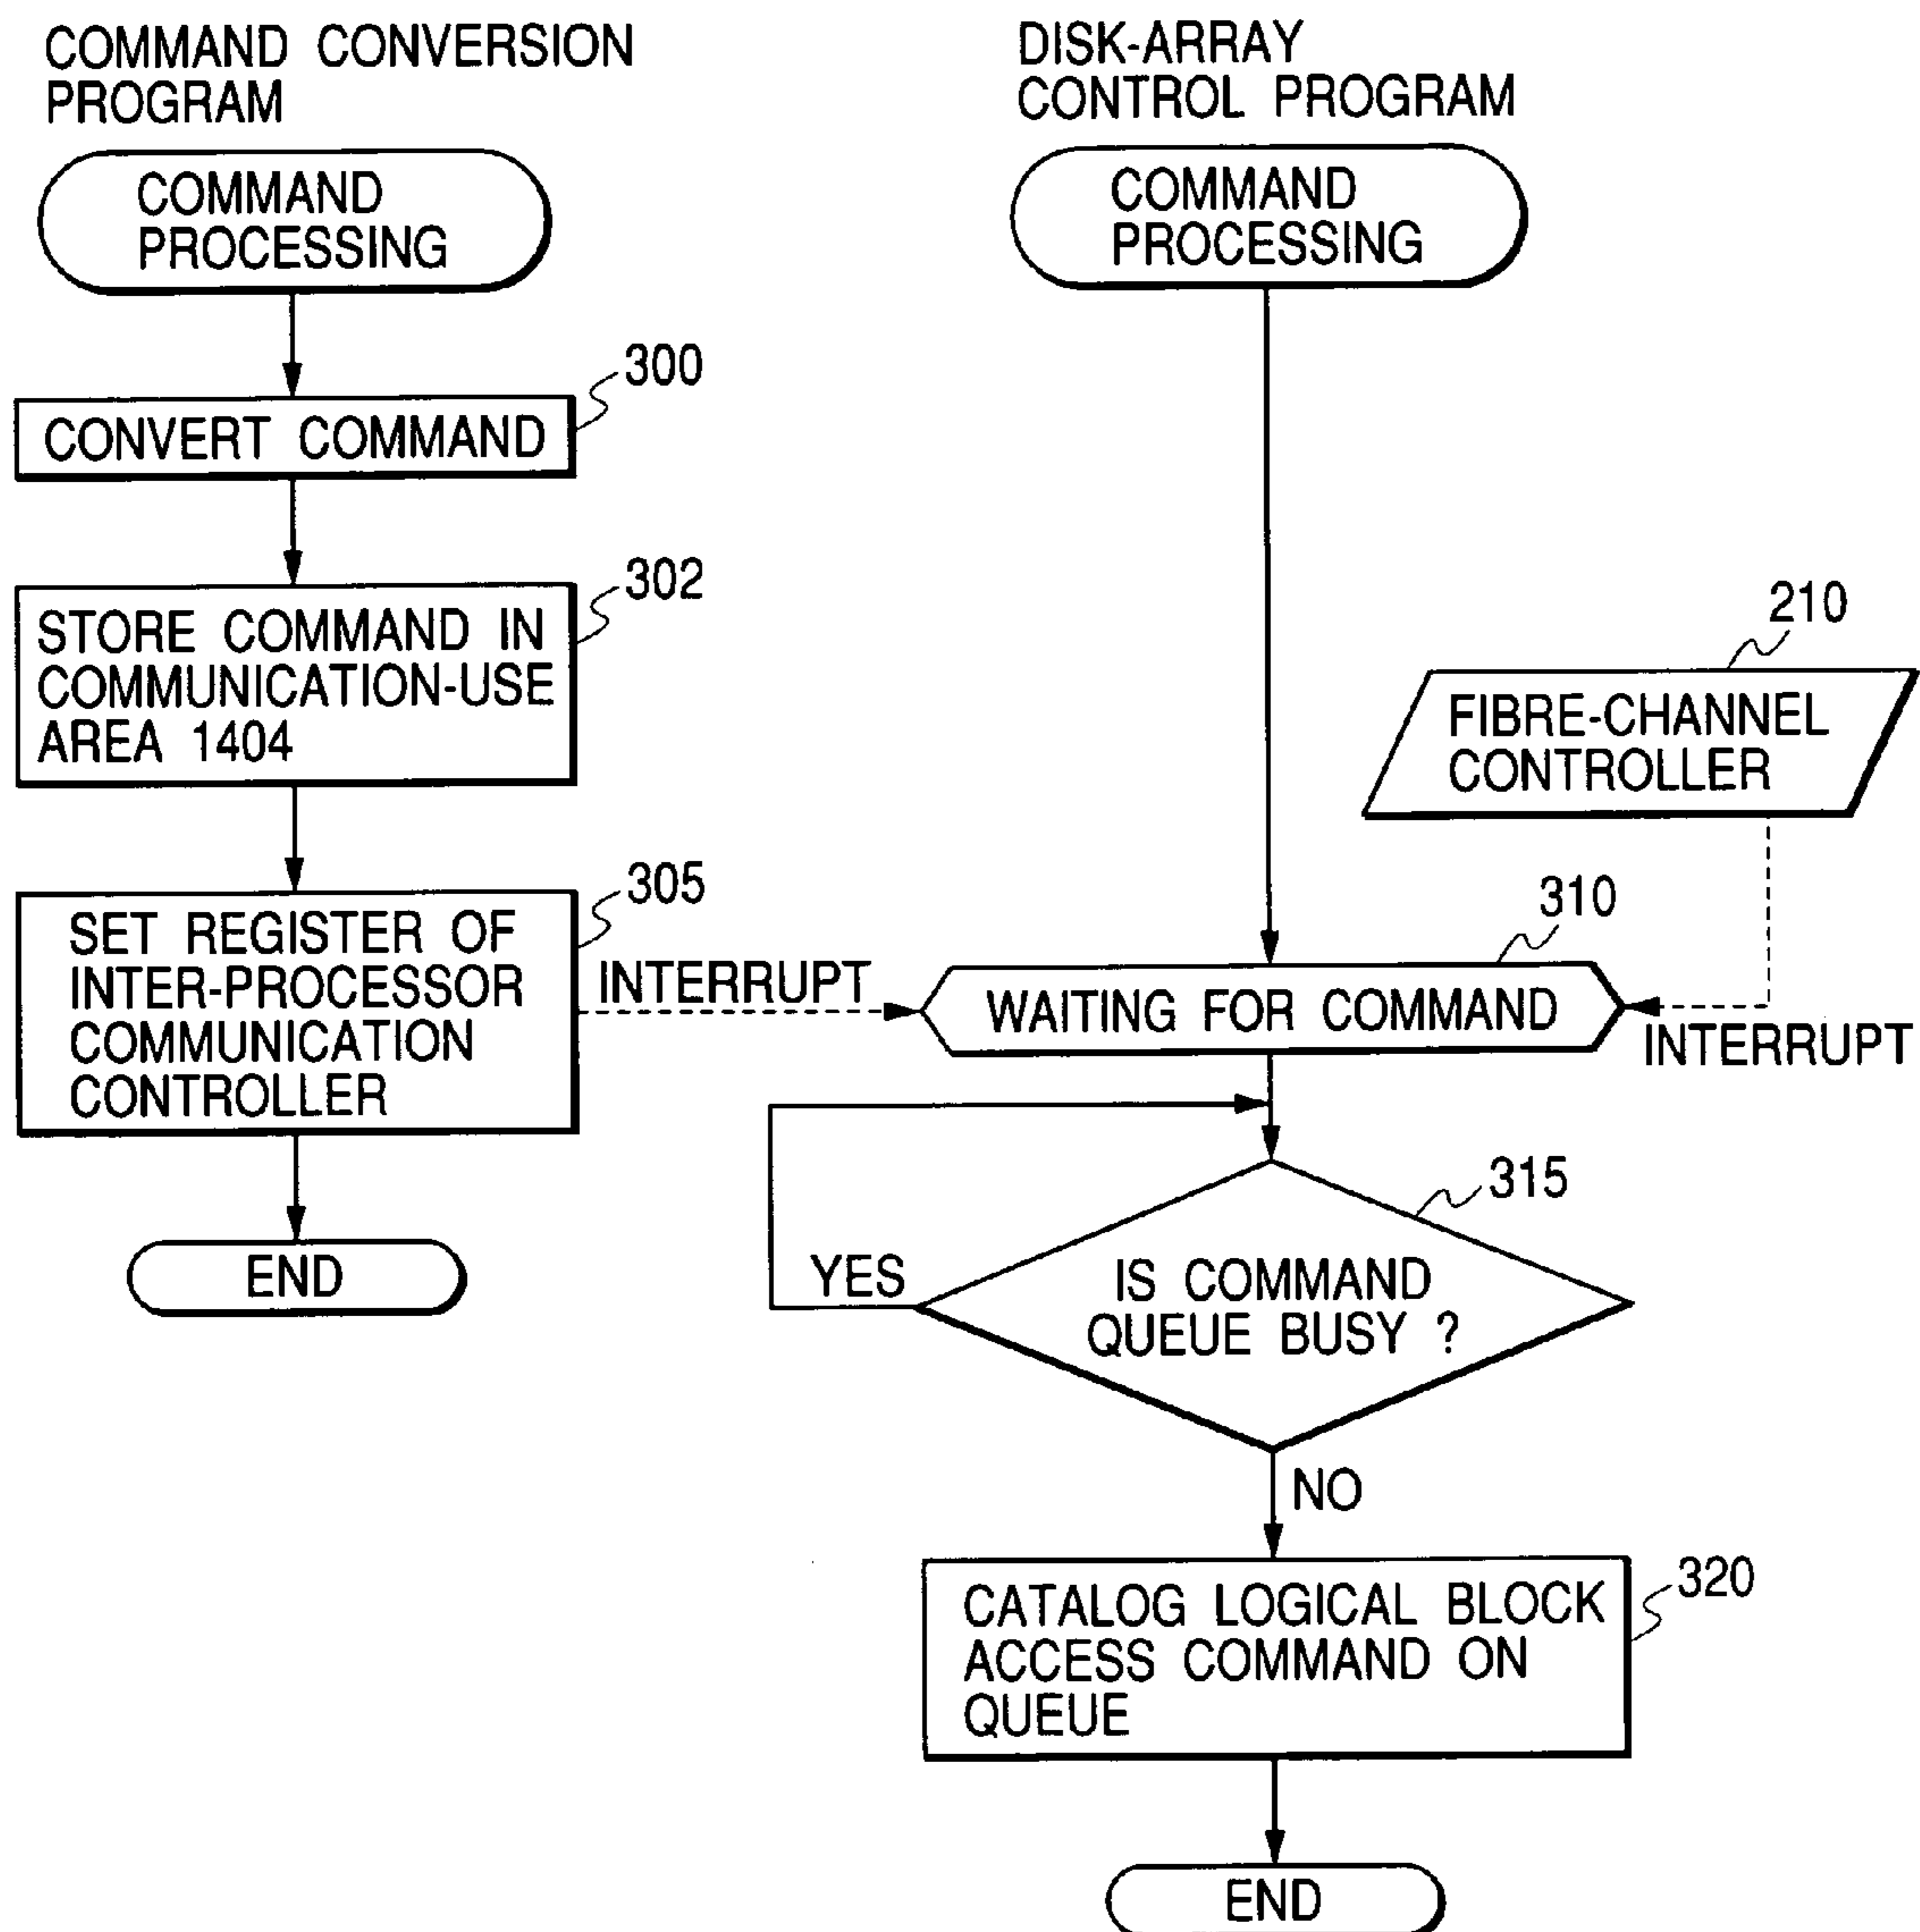 COMMAND CONVERSION
PROGRAM
COMMAND
PROCESSING
300
CONVERT COMMAND
302
STORE COMMAND IN
COMMUNICATION-USE
AREA 1404
305
SET REGISTER OF
INTER-PROCESSOR
COMMUNICATION
CONTROLLER
INTERRUPT
END
DISK-ARRAY
CONTROL PROGRAM
COMMAND
PROCESSING
210
FIBRE-CHANNEL
CONTROLLER
310
WAITING FOR COMMAND
INTERRUPT
315
YES
IS COMMAND
QUEUE BUSY ?
NO
320
CATALOG LOGICAL BLOCK
ACCESS COMMAND ON
QUEUE
END